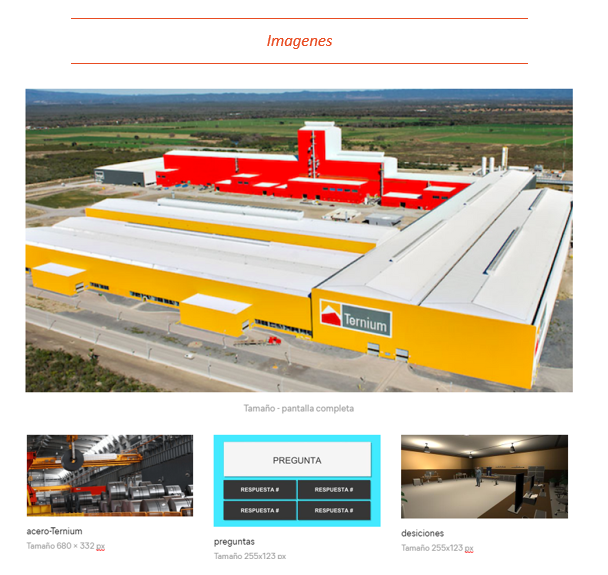 Imagenes
Ternium
Tamaño - pantalla completa
PREGUNTA
RESPUESTA #
RESPUESTA #
RESPUESTA #
RESPUESTA #
acero-Ternium
Tamaño 680 × 332 px
preguntas
Tamaño 255x123 px
desiciones
Tamaño 255x123 px